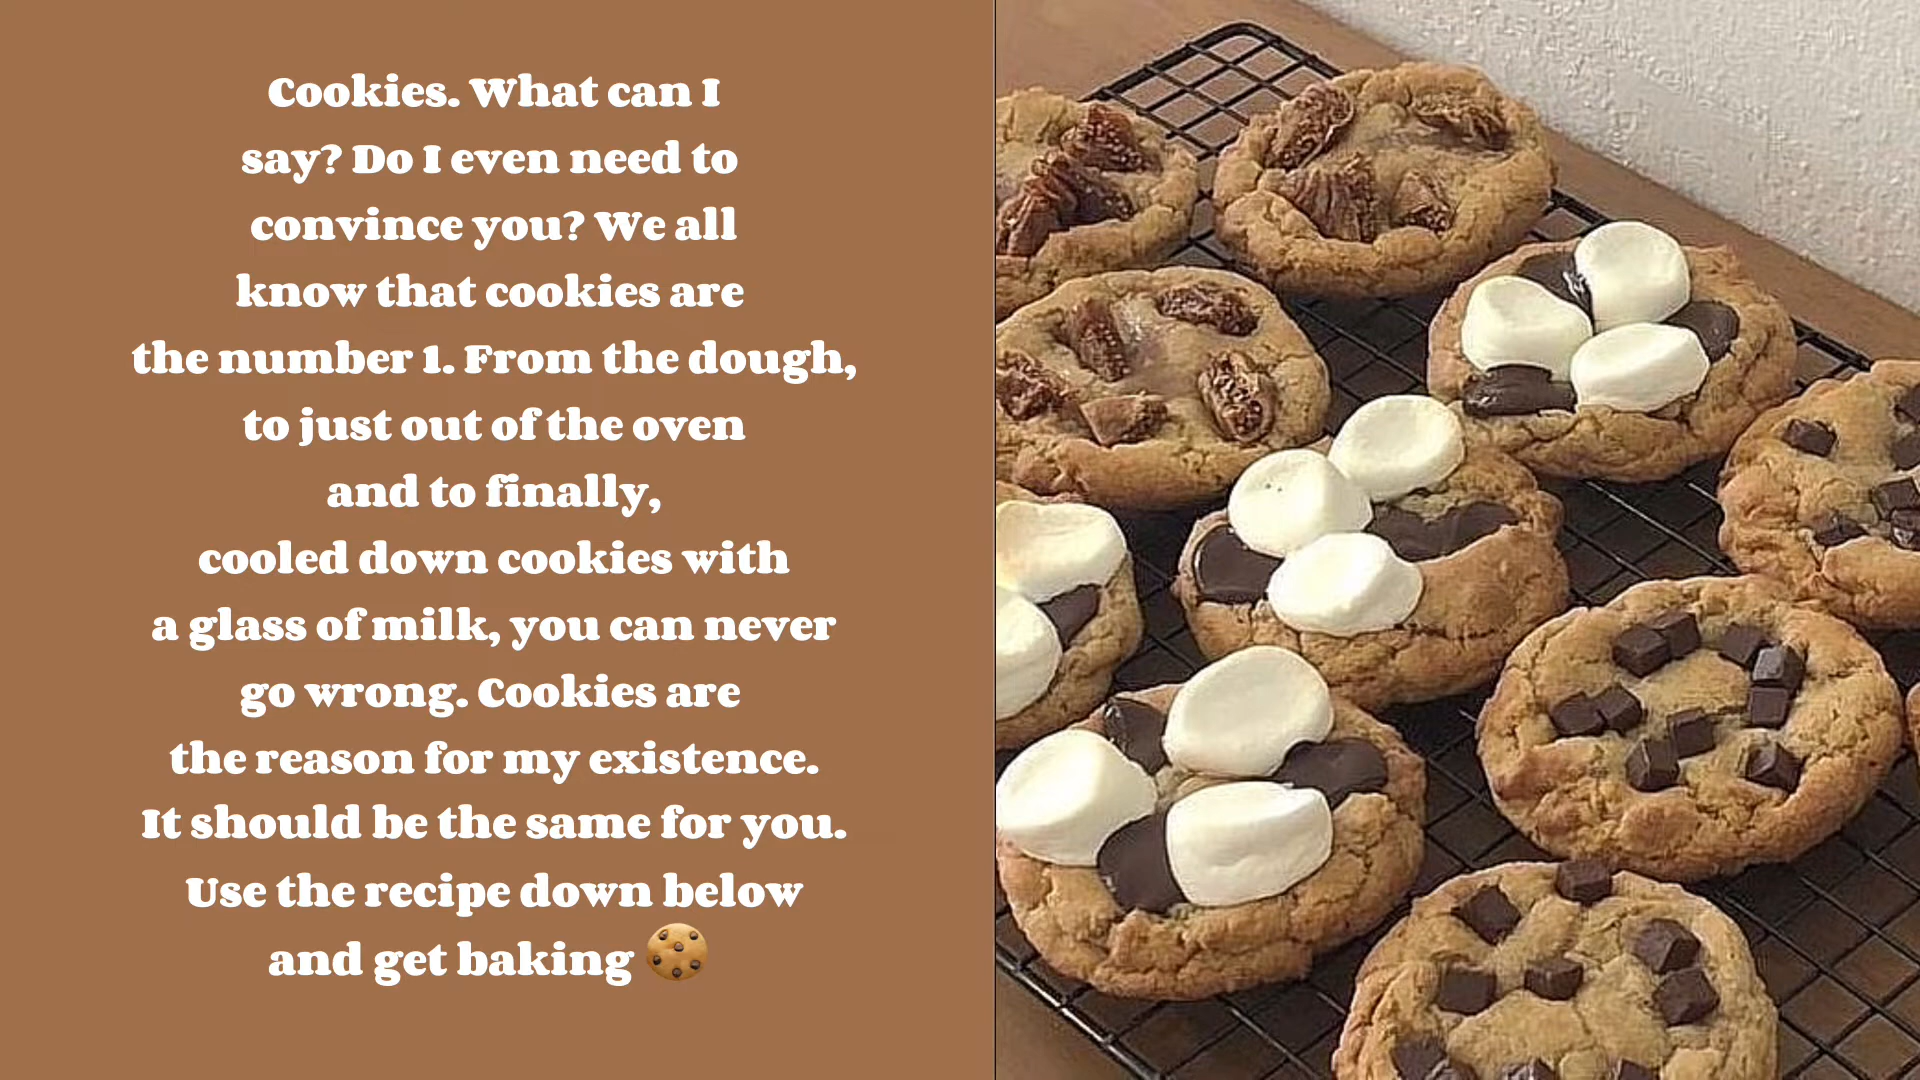 Cookies. What can I
say? Do I even need to
convince you? We all
know that cookies are
the number 1. From the dough,
to just out of the oven
and to finally,
cooled down cookies with
a glass of milk, you can never
go wrong. Cookies are
the reason for my existence.
It should be the same for you.
Use the recipe down below
and get baking 🍪